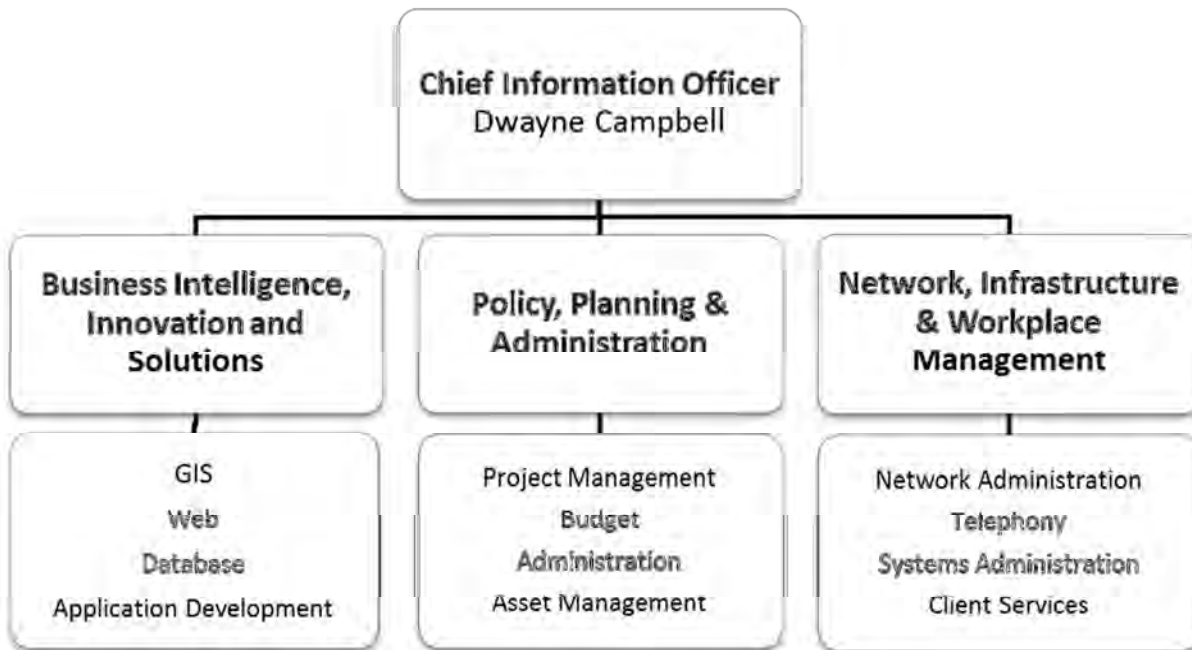 Chief Information Officer
Dwayne Campbell
Business Intelligence,
Innovation and
Solutions
Policy, Planning &
Administration
Network, Infrastructure
& Workplace
Management
GIS
Web
Database
Application Development
Project Management
Budget
Administration
Asset Management
Network Administration
Telephony
Systems Administration
Client Services